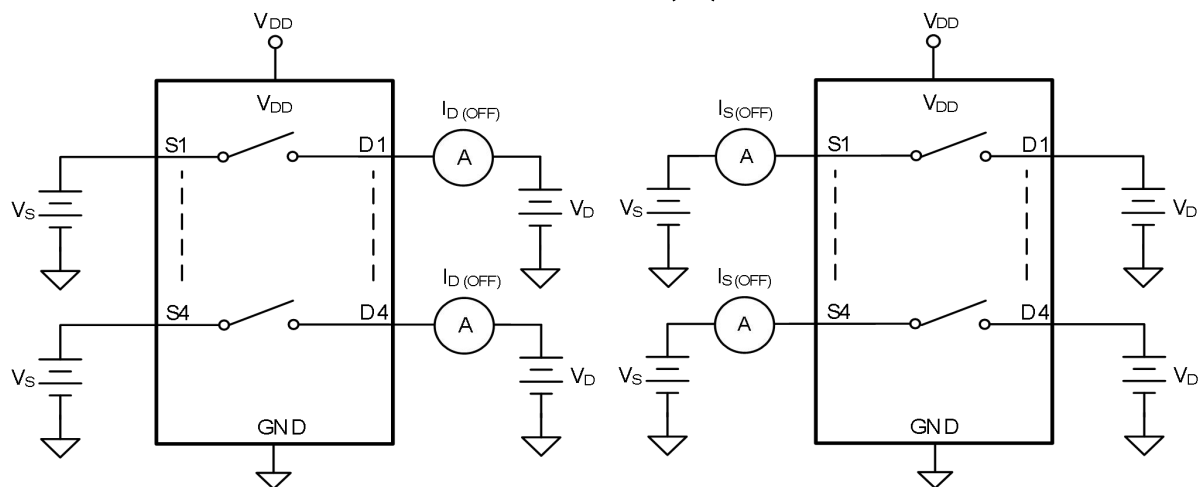 VDD
VDD
ID (OFF)
S1
D1
A
VS
VD
ID (OFF)
S4
D4
A
VS
VD
GND
VDD
VDD
IS(OFF)
A
S1
D1
VS
VD
IS(OFF)
A
S4
D4
VS
VD
GND